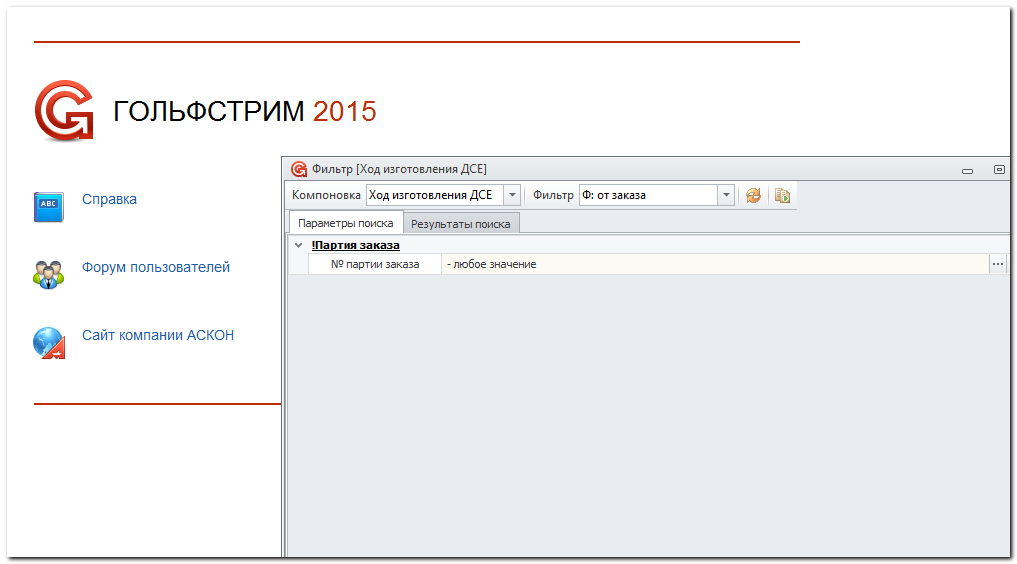 ГОЛЬФСТРИМ 2015
Фильтр [Ход изготовления ДСЕ]
Компоновка Ход изготовления ДСЕ Фильтр Ф: от заказа
Справка
ABC
Параметры поиска Результаты поиска
!Партия заказа
№ партии заказа - любое значение
Форум пользователей
Сайт компании АСКОН